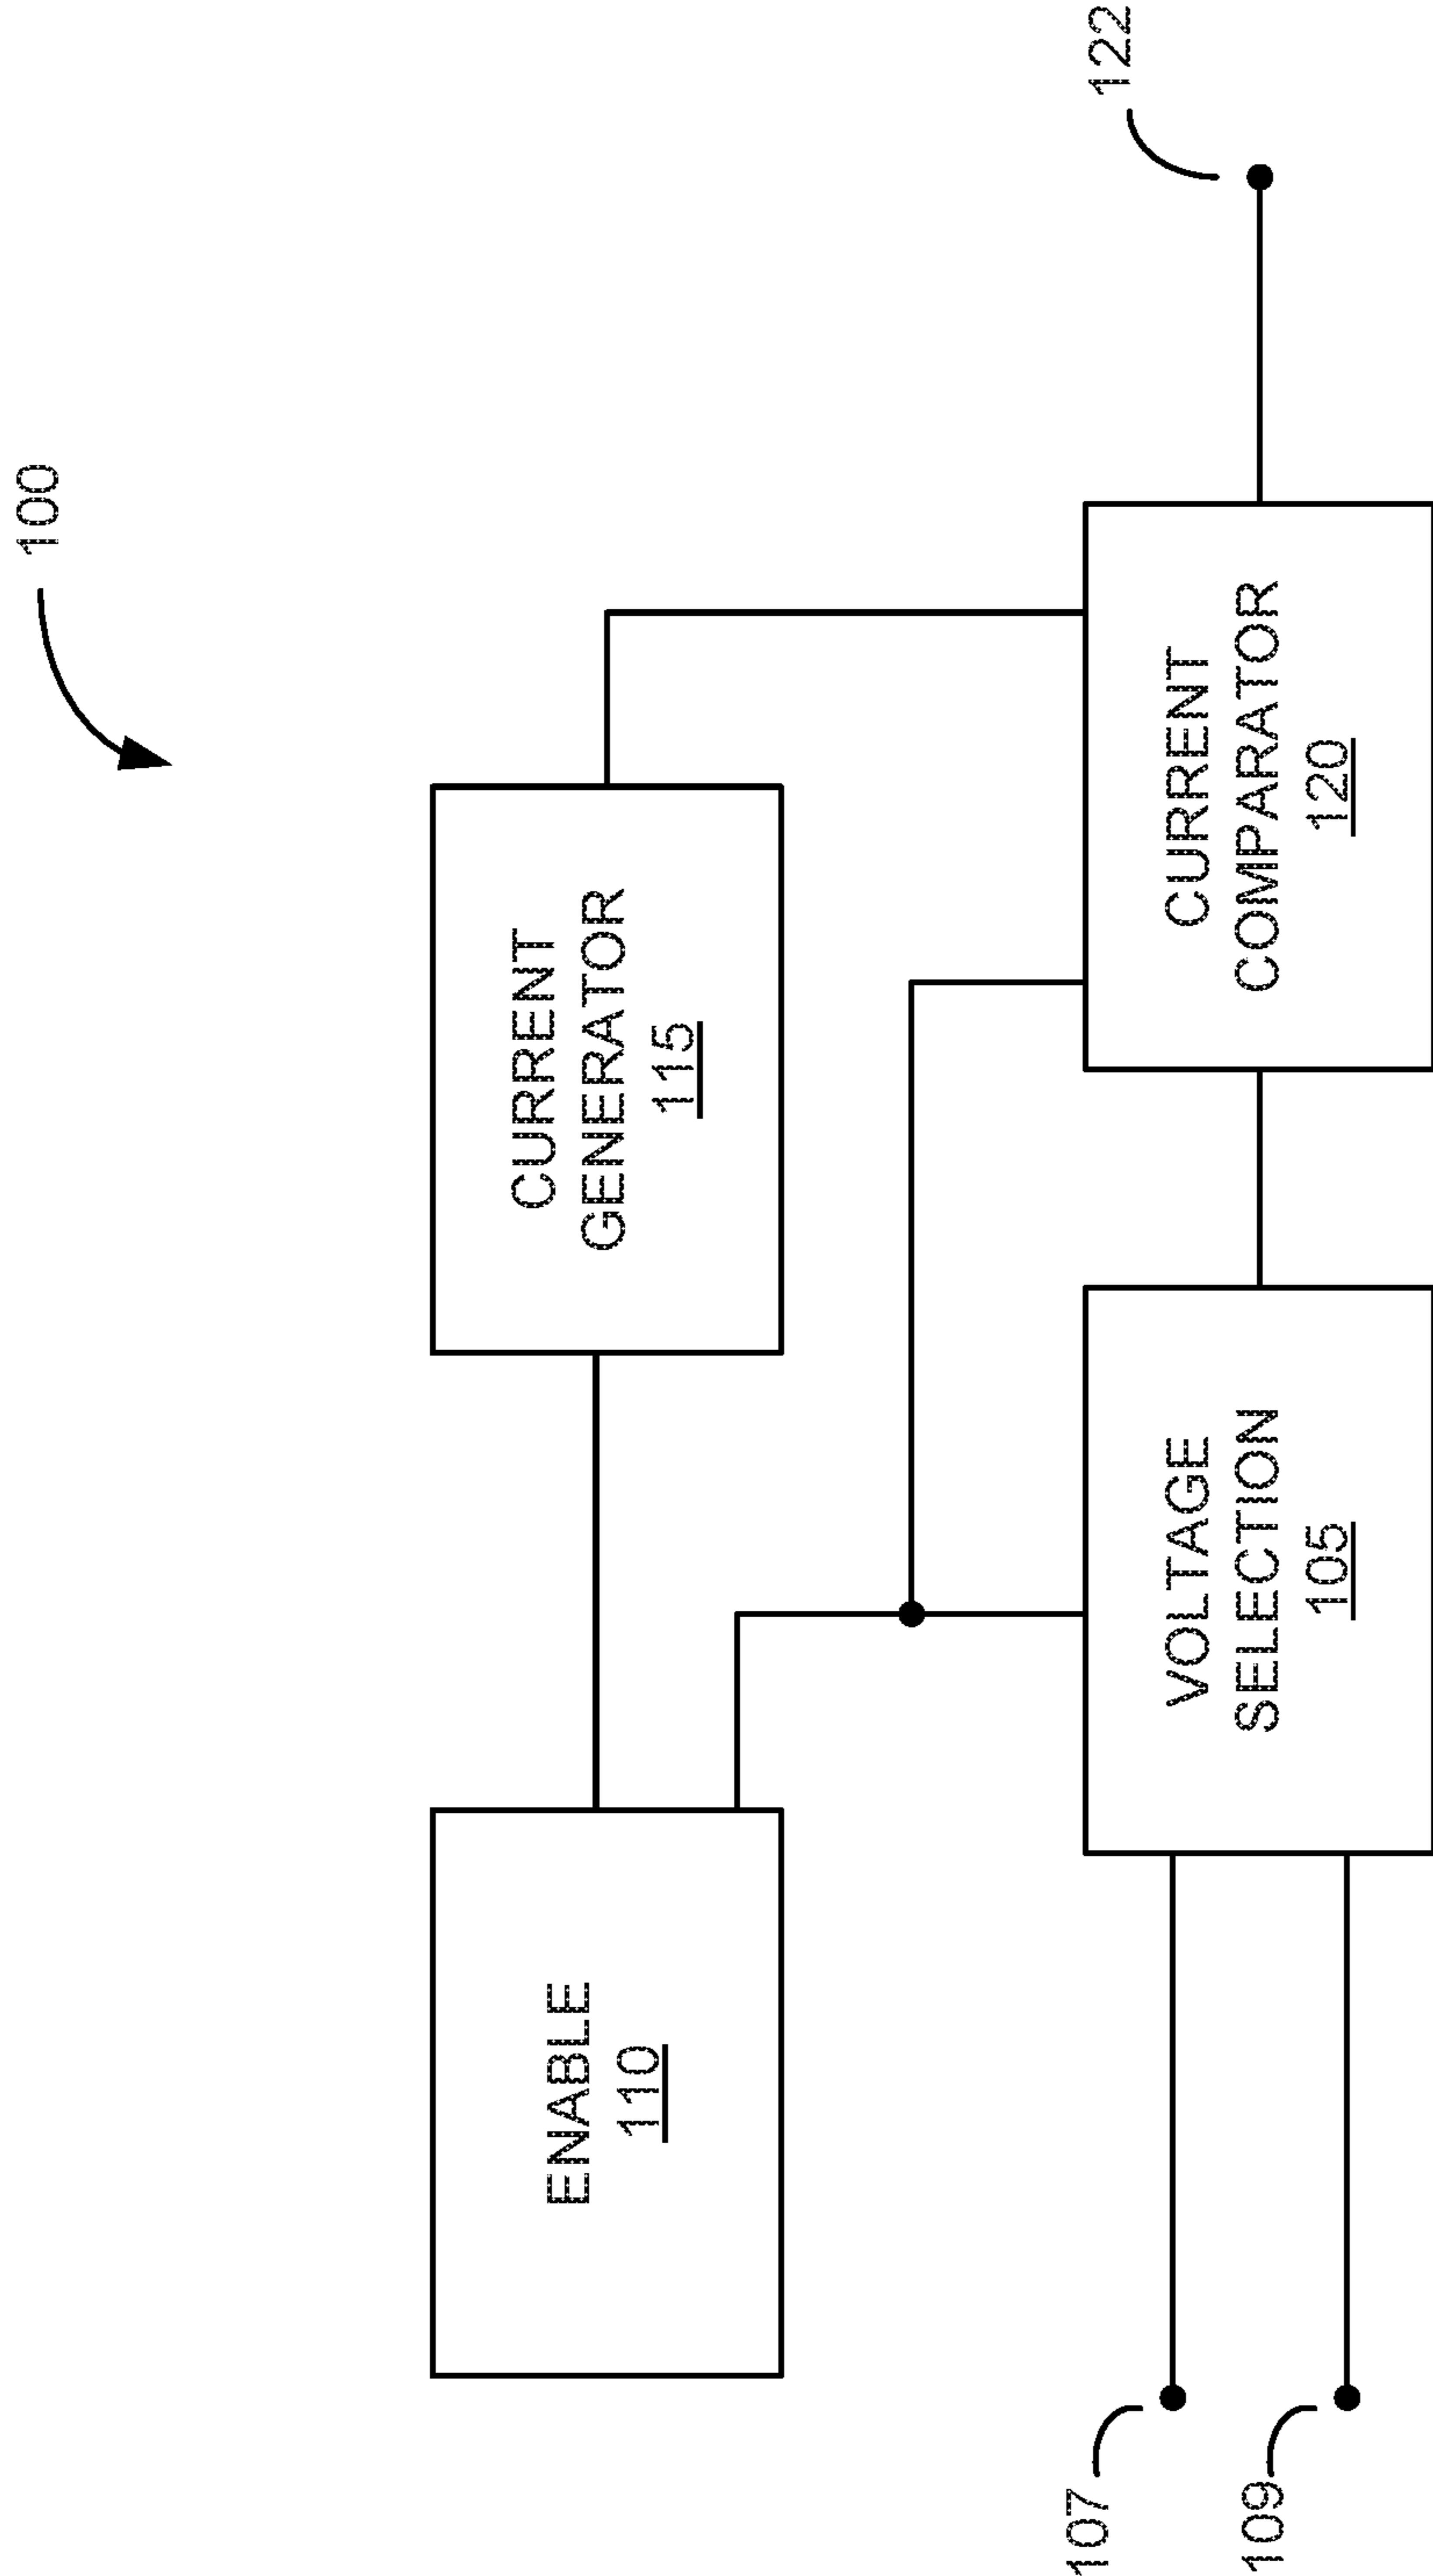 100
ENABLE
110
CURRENT
GENERATOR
115
107
109
VOLTAGE
SELECTION
105
CURRENT
COMPARATOR
120
122